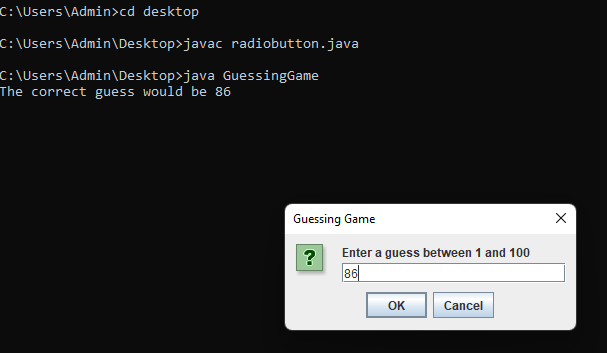 C:\Users\Admin>cd desktop
C:\Users\Admin\Desktop>javac radiobutton.java
C:\Users\Admin\Desktop>java GuessingGame
The correct guess would be 86
Guessing Game
?
Enter a guess between 1 and 100
86
OK
Cancel